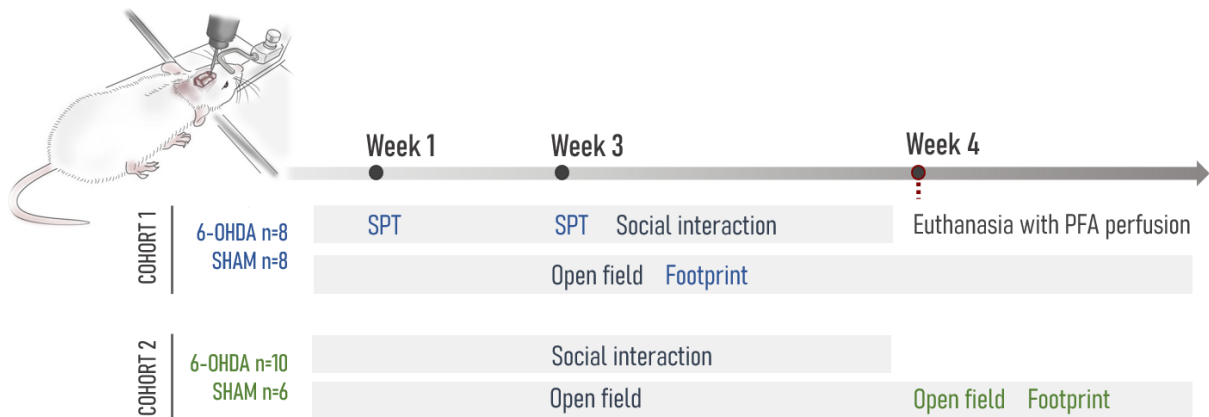 Week 1 Week 3 Week 4
COHORT 1
6-OHDA n=8
SHAM n=8
SPT SPT Social interaction Euthanasia with PFA perfusion
Open field Footprint
COHORT 2
6-OHDA n=10
SHAM n=6
Social interaction
Open field Open field Footprint